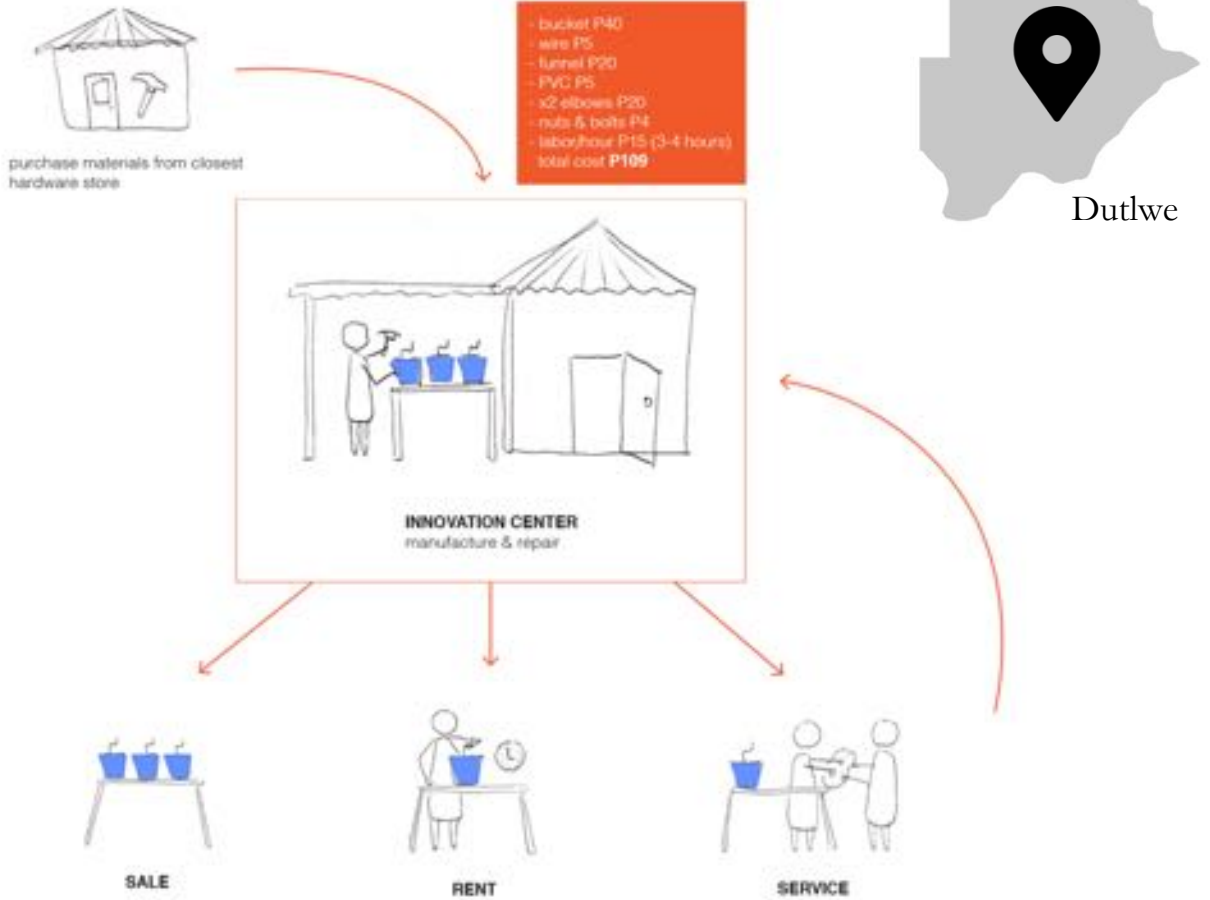 - bucket P40
- wire P5
- funnel P20
- PVC P5
- x2 elbows P20
- nuts & bolts P4
- labor/hour P15 (3-4 hours)
total cost P109
purchase materials from closest
hardware store
Dutlwe
INNOVATION CENTER
manufacture & repair
SALE
RENT
SERVICE